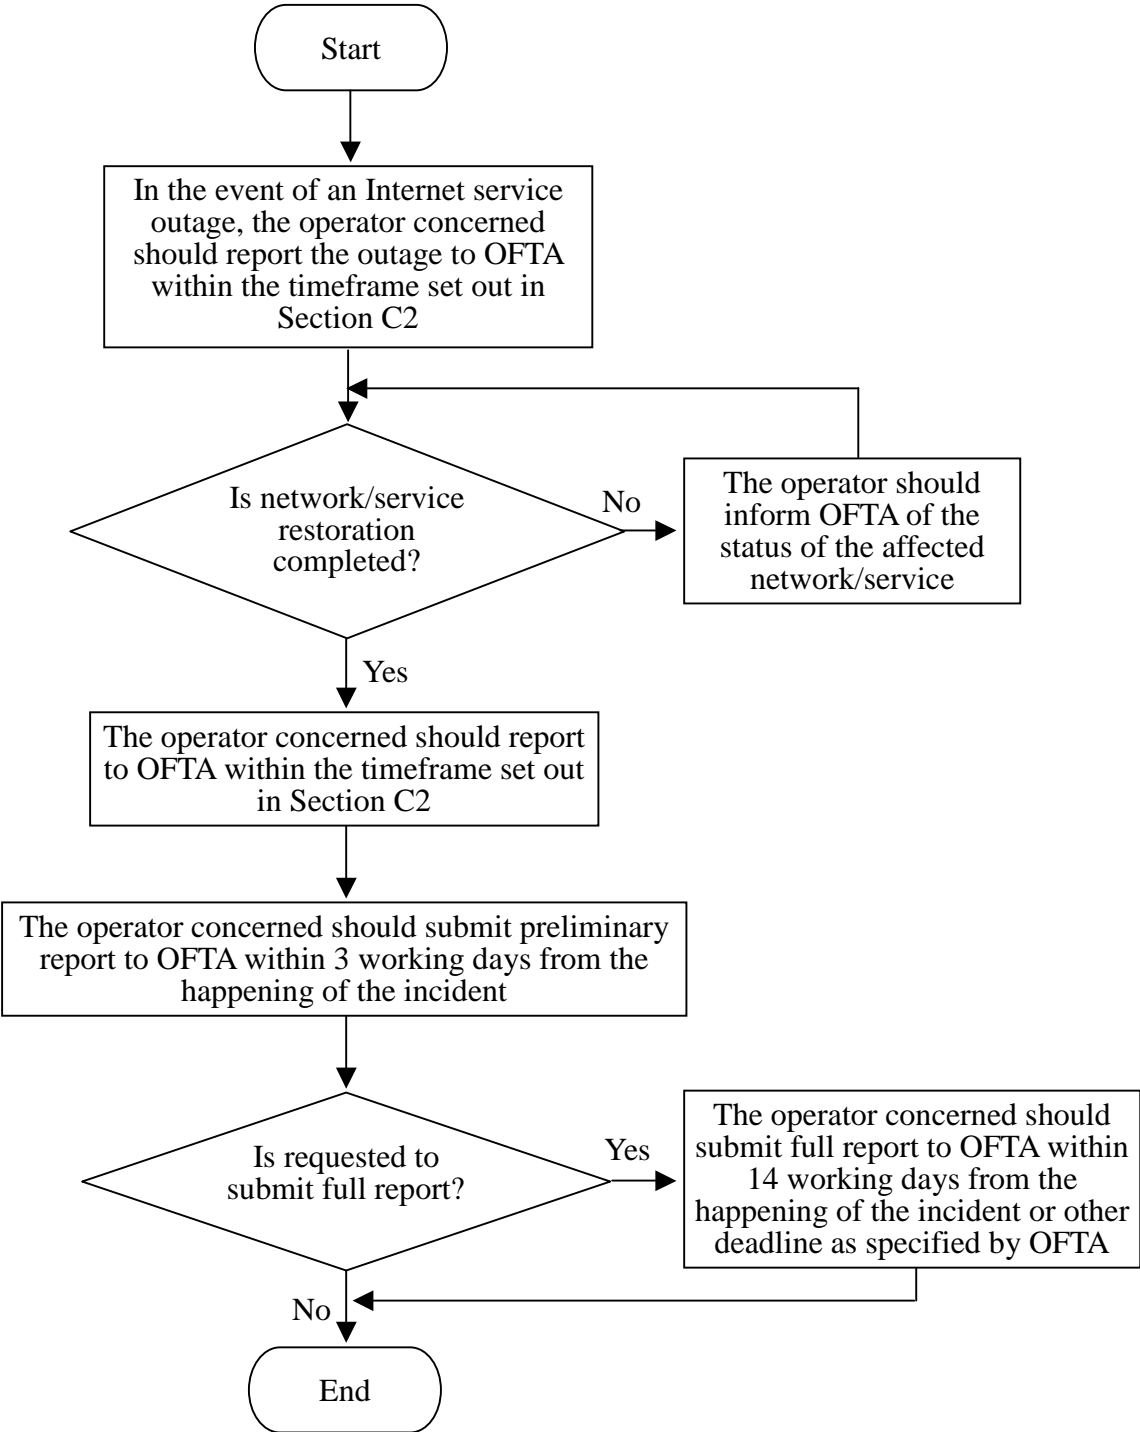 Start
In the event of an Internet service
outage, the operator concerned
should report the outage to OFTA
within the timeframe set out in
Section C2
Is network/service
restoration
completed?
No
The operator should
inform OFTA of the
status of the affected
network/service
Yes
The operator concerned should report
to OFTA within the timeframe set out
in Section C2
The operator concerned should submit preliminary
report to OFTA within 3 working days from the
happening of the incident
Is requested to
submit full report?
Yes
The operator concerned should
submit full report to OFTA within
14 working days from the
happening of the incident or other
deadline as specified by OFTA
No
End